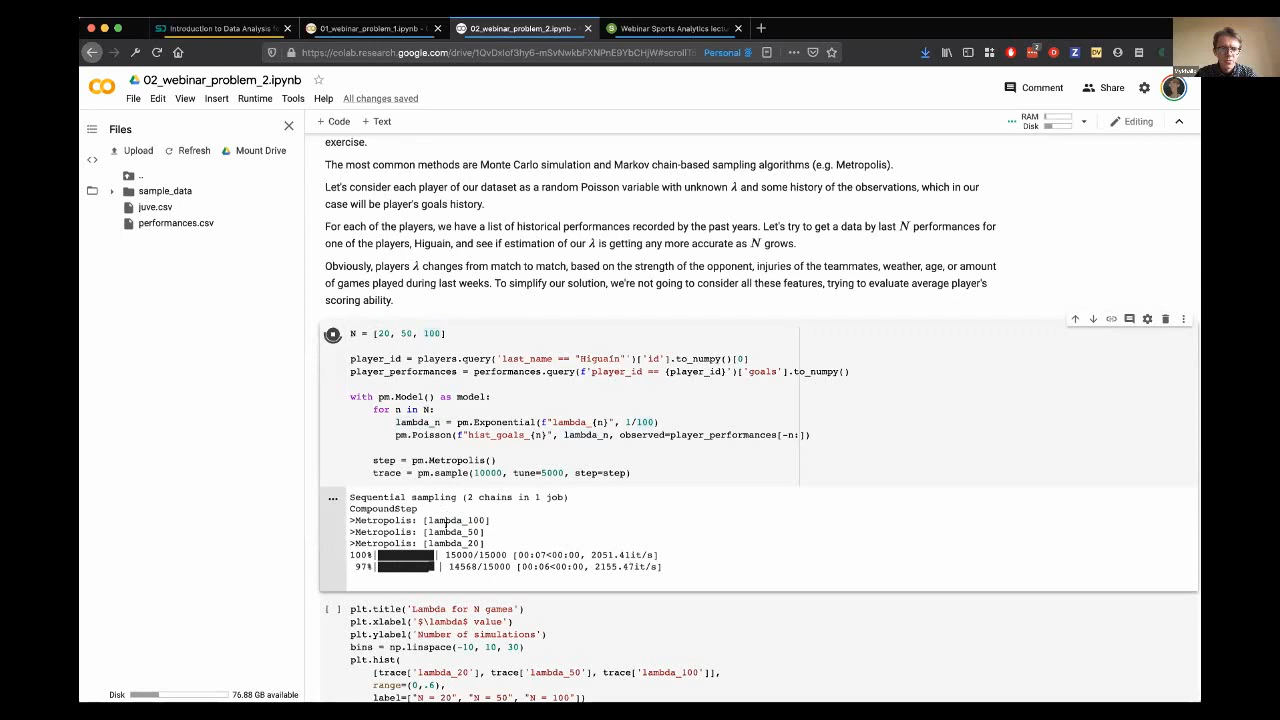 Introduction to Data Analysis fo
01_webinar_problem_1.ipynb - 
02_webinar_problem_2.ipynb - 
Webinar Sports Analytics lectu
https://colab.research.google.com/drive/1QvDxIof3hy6-mSvNwkbFXNPnE9YbCHjW#scrollT
Personal
02_webinar_problem_2.ipynb
File Edit View Insert Runtime Tools Help All changes saved
Comment
Share
Files
Upload Refresh Mount Drive
..
sample_data
juve.csv
performances.csv
Disk 76.88 GB available
+ Code + Text
RAM
Disk
Editing
exercise.
The most common methods are Monte Carlo simulation and Markov chain-based sampling algorithms (e.g. Metropolis).
Let's consider each player of our dataset as a random Poisson variable with unknown λ and some history of the observations, which in our
case will be player's goals history.
For each of the players, we have a list of historical performances recorded by the past years. Let's try to get a data by last N performances for
one of the players, Higuain, and see if estimation of our λ is getting any more accurate as N grows.
Obviously, players λ changes from match to match, based on the strength of the opponent, injuries of the teammates, weather, age, or amount
of games played during last weeks. To simplify our solution, we're not going to consider all these features, trying to evaluate average player's
scoring ability.
N = [20, 50, 100]
player_id = players.query('last_name == "Higuaín"')['id'].to_numpy()[0]
player_performances = performances.query(f'player_id == {player_id}')['goals'].to_numpy()
with pm.Model() as model:
for n in N:
lambda_n = pm.Exponential(f"lambda_{n}", 1/100)
pm.Poisson(f"hist_goals_{n}", lambda_n, observed=player_performances[-n:])
step = pm.Metropolis()
trace = pm.sample(10000, tune=5000, step=step)
Sequential sampling (2 chains in 1 job)
CompoundStep
>Metropolis: [lambda_100]
>Metropolis: [lambda_50]
>Metropolis: [lambda_20]
100%| | 15000/15000 [00:07<00:00, 2051.41it/s]
97%| | 14568/15000 [00:06<00:00, 2155.47it/s]
[ ] plt.title('Lambda for N games')
plt.xlabel('$\lambda$ value')
plt.ylabel('Number of simulations')
bins = np.linspace(-10, 10, 30)
plt.hist(
[trace['lambda_20'], trace['lambda_50'], trace['lambda_100']],
range=(0,.6),
label=["N = 20", "N = 50", "N = 100"])